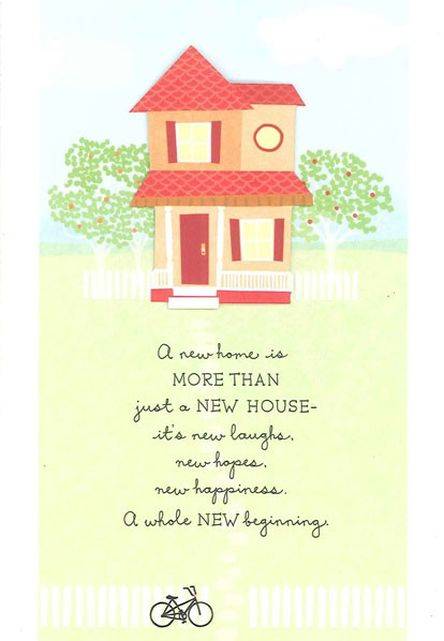 A new home is
MORE THAN
just a NEW HOUSE-
it's new laughs,
new hopes,
new happiness.
A whole NEW beginning.